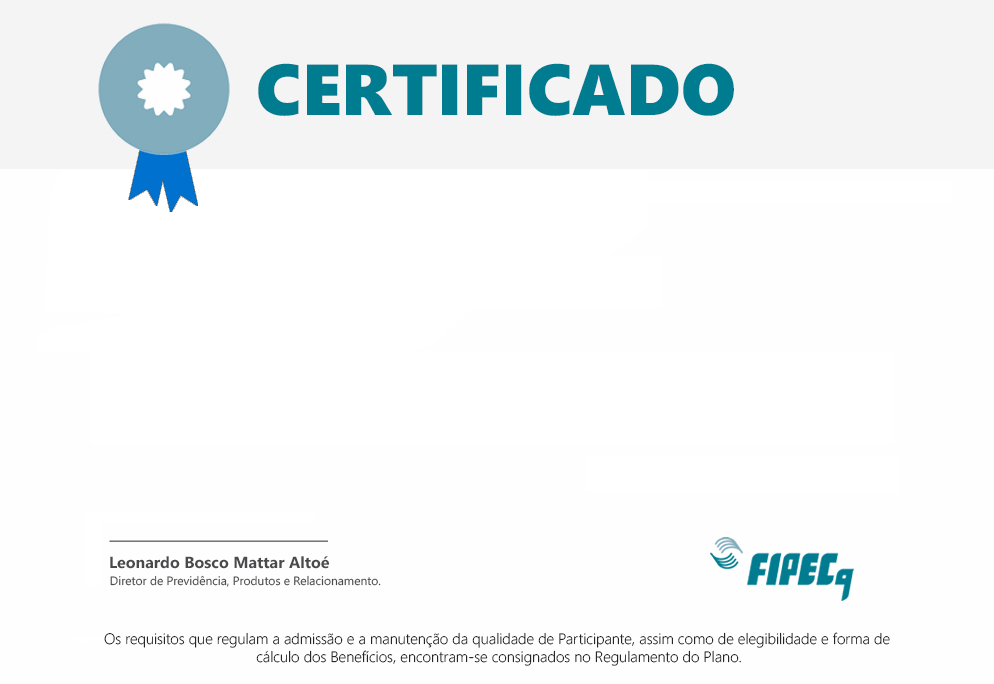 CERTIFICADO
Leonardo Bosco Mattar Altoé
Diretor de Previdência, Produtos e Relacionamento.
FIPECq
Os requisitos que regulam a admissão e a manutenção da qualidade de Participante, assim como de elegibilidade e forma de
cálculo dos Benefícios, encontram-se consignados no Regulamento do Plano.